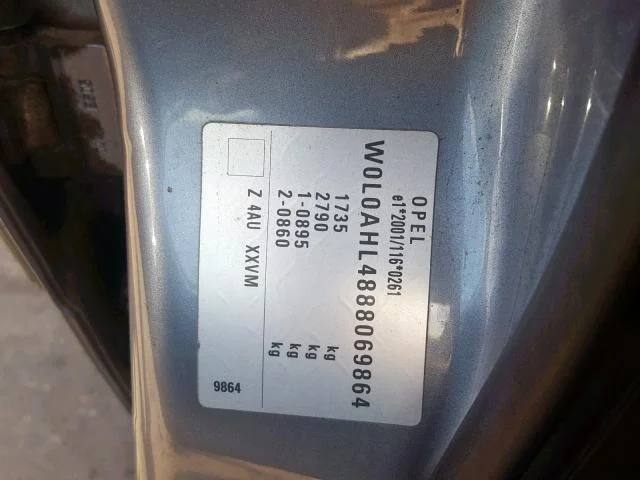 OPEL
e1*2001/116*0261
W0L0AHL4888069864
1735 kg
2790 kg
1-0895 kg
2-0860 kg
Z 4AU XXVM
9864